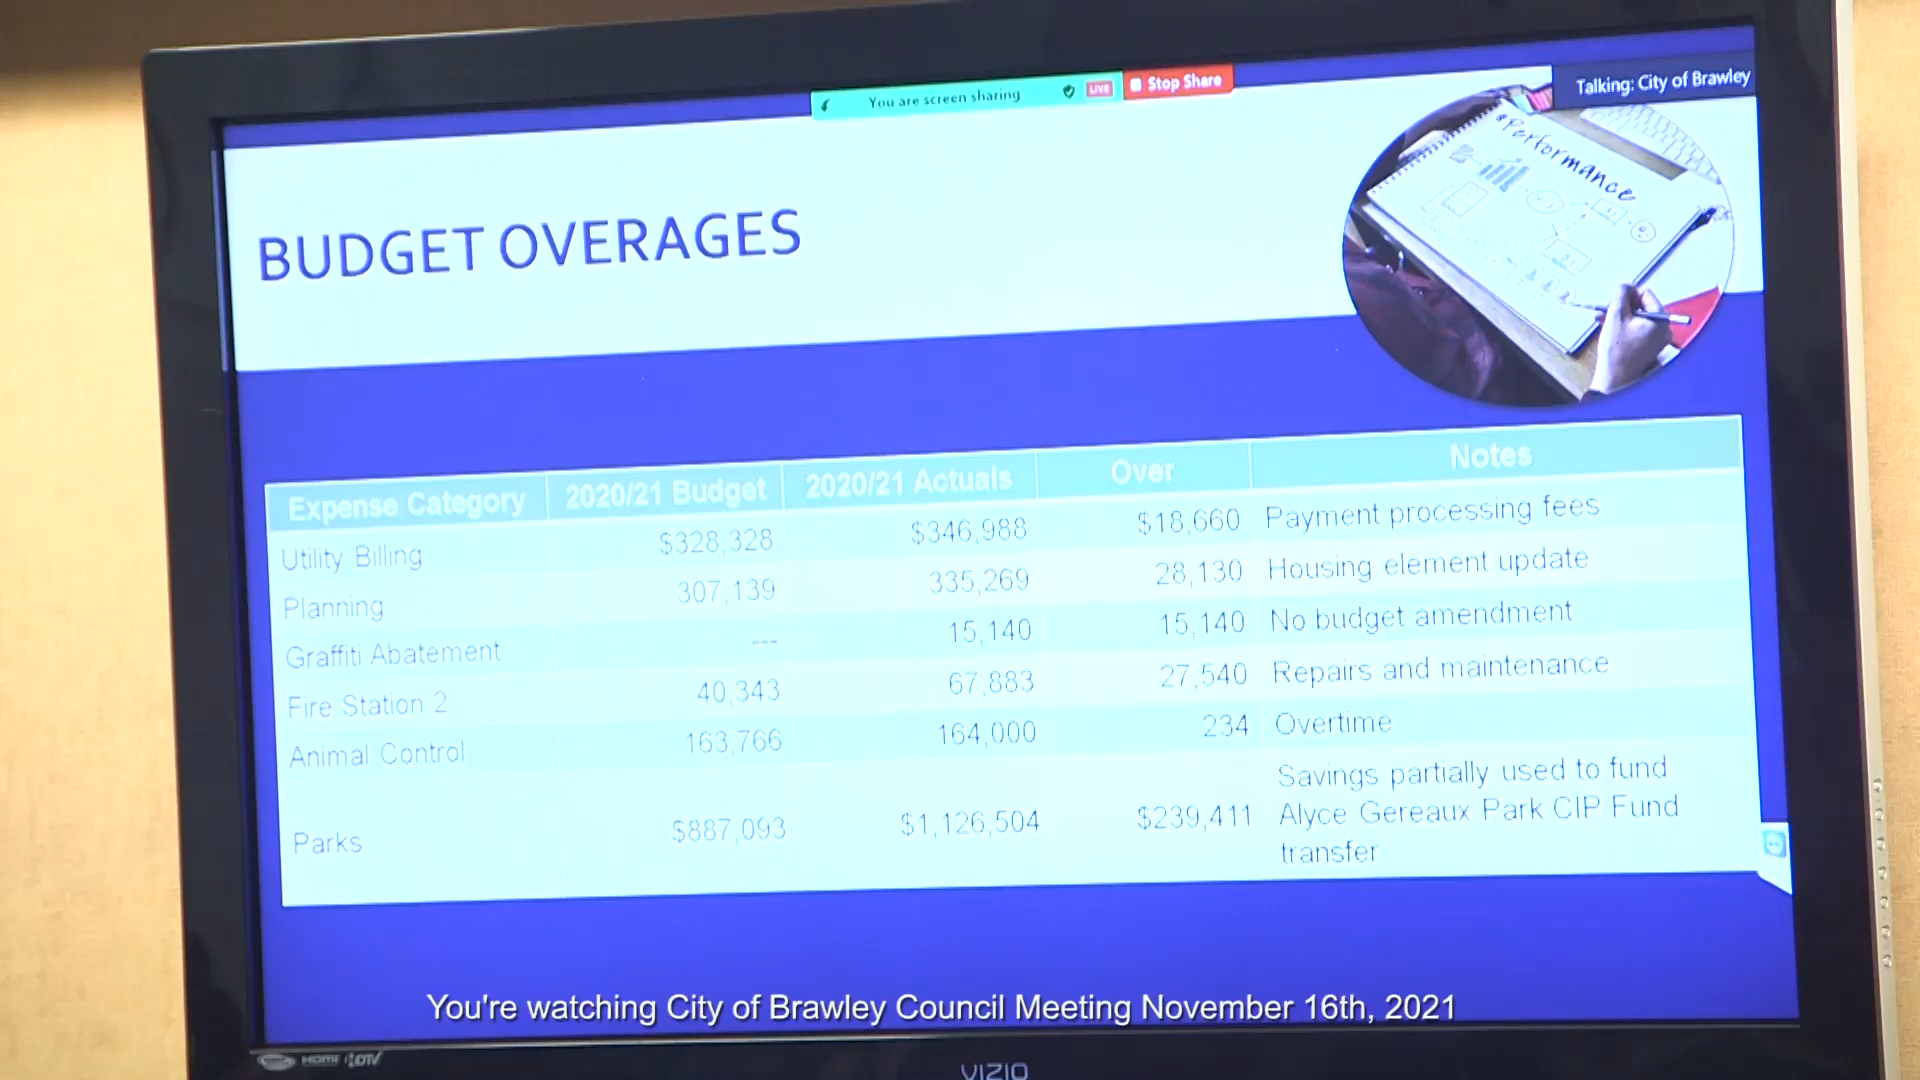 Talking: City of Brawley
You are screen sharing LIVE Stop Share
#Performance
BUDGET OVERAGES
Expense Category 2020/21 Budget 2020/21 Actuals Over Notes
Utility Billing $328,328 $346,988 $18,660 Payment processing fees
Planning 307,139 335,269 28,130 Housing element update
Graffiti Abatement --- 15,140 15,140 No budget amendment
Fire Station 2 40,343 67,883 27,540 Repairs and maintenance
Animal Control 163,766 164,000 234 Overtime
Parks $887,093 $1,126,504 $239,411 Savings partially used to fund
Alyce Gereaux Park CIP Fund
transfer
You're watching City of Brawley Council Meeting November 16th, 2021
HDMI HDTV
VIZIO